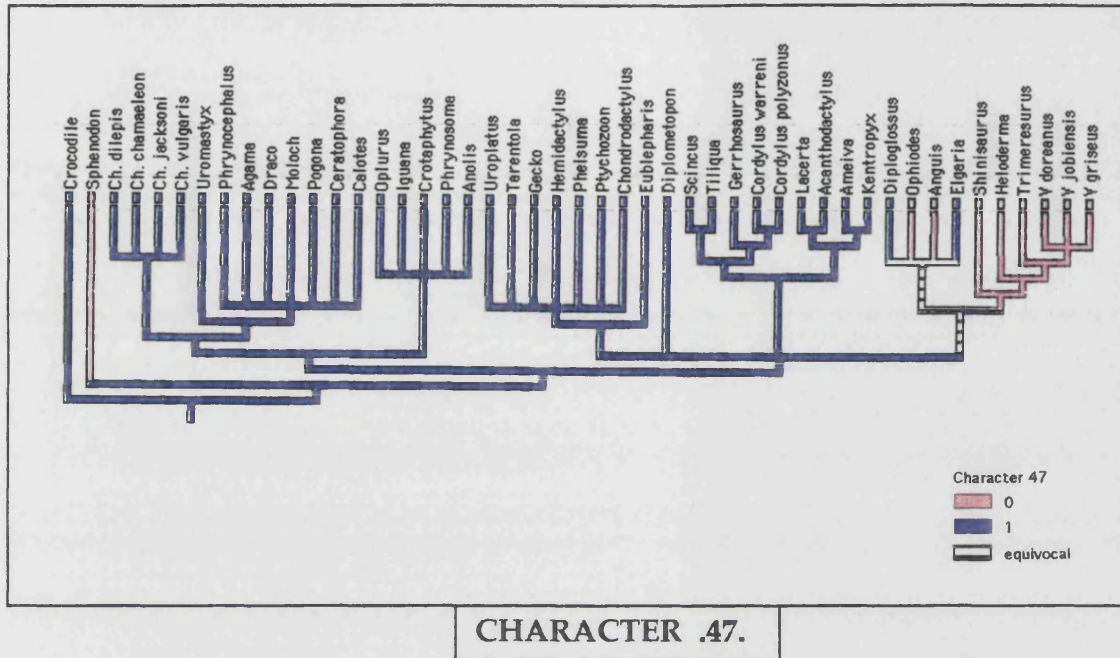 Crocodile
Sphenodon
Ch. dilepis
Ch. chamaeleon
Ch. jacksoni
Ch. vulgaris
Uromastyx
Phrynocephalus
Agama
Draco
Moloch
Pogona
Ceratophora
Calotes
Oplurus
Iguana
Crotaphytus
Phrynosome
Anolis
Uroplatus
Tarentola
Gecko
Hemidactylus
Phelsuma
Ptychozoon
Chondrodactylus
Eublepharis
Diplometopon
Scincus
Tiliqua
Gerrhosaurus
Cordylus warreni
Cordylus polyzonus
Lacerta
Acanthodactylus
Ameiva
Kentropyx
Diploglossus
Ophiodes
Anguis
Elgaria
Shinisaurus
Heloderma
Trimeresurus
V doreanus
V jobiensis
V griseus
Character 47
0
1
equivocal
CHARACTER .47.